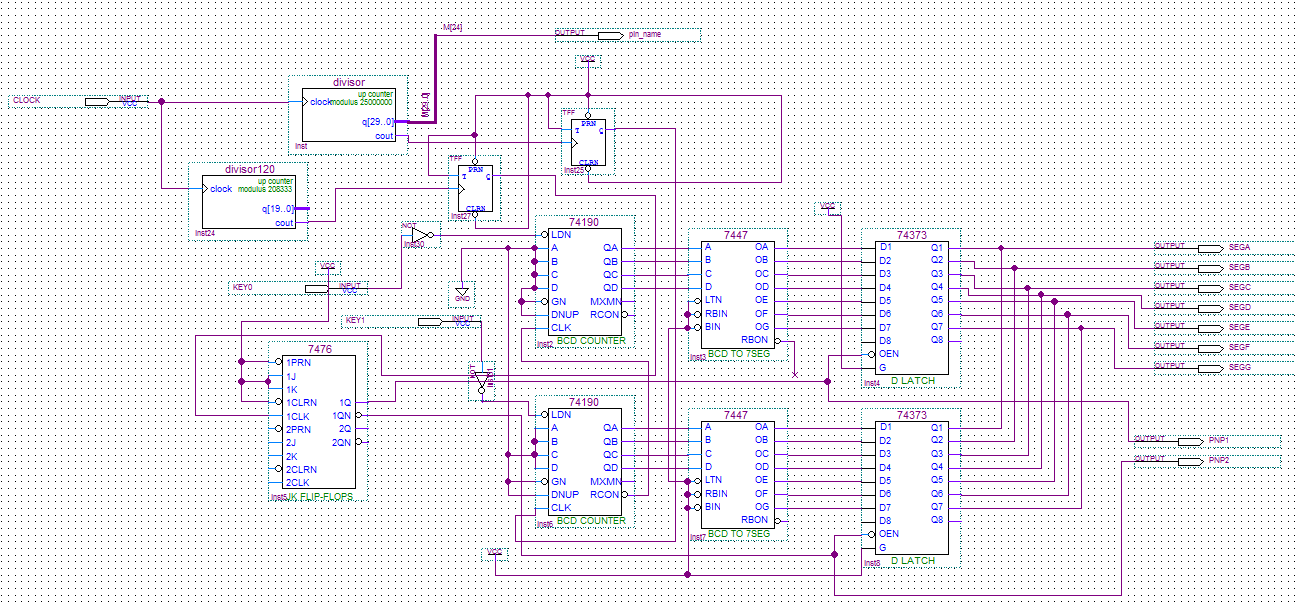 M[24]
OUTPUT pin_name
VCC
divisor
up counter
CLOCK INPUT VCC
clock modulus 25000000
q[29..0]
cout
inst
TFF
PRN
T Q
CLRN
inst25
TFF
PRN
T Q
CLRN
inst27
divisor120
up counter
clock modulus 208333
q[19..0]
cout
inst24
VCC
NOT
inst30
GND
VCC
KEY0 INPUT VCC
KEY1 INPUT VCC
NOT
74190
LDN
A QA
B QB
C QC
D QD
GN MXMN
DNUP RCON
CLK
inst2 BCD COUNTER
7447
A OA
B OB
C OC
D OD
LTN OE
RBIN OF
BIN OG
RBON
inst3 BCD TO 7SEG
74373
D1 Q1
D2 Q2
D3 Q3
D4 Q4
D5 Q5
D6 Q6
D7 Q7
D8 Q8
OEN
G
inst4 D LATCH
OUTPUT SEGA
OUTPUT SEGB
OUTPUT SEGC
OUTPUT SEGD
OUTPUT SEGE
OUTPUT SEGF
OUTPUT SEGG
7476
1PRN
1J
1K
1CLRN 1Q
1CLK 1QN
2PRN 2Q
2J 2QN
2K
2CLRN
2CLK
JK FLIP-FLOPS
74190
LDN
A QA
B QB
C QC
D QD
GN MXMN
DNUP RCON
CLK
inst6 BCD COUNTER
7447
A OA
B OB
C OC
D OD
LTN OE
RBIN OF
BIN OG
RBON
inst7 BCD TO 7SEG
74373
D1 Q1
D2 Q2
D3 Q3
D4 Q4
D5 Q5
D6 Q6
D7 Q7
D8 Q8
OEN
G
inst8 D LATCH
OUTPUT PNP1
OUTPUT PNP2
VCC